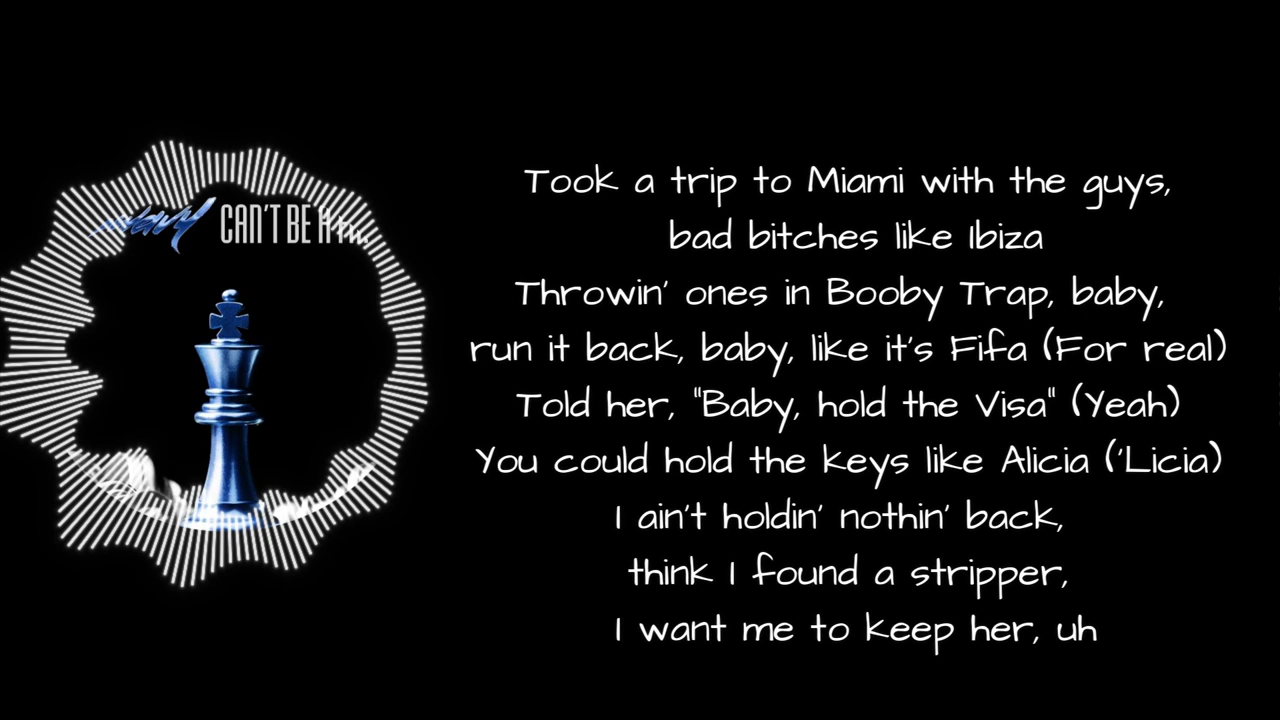 CAN'T BE A
Took a trip to Miami with the guys,
bad bitches like Ibiza
Throwin' ones in Booby Trap, baby,
run it back, baby, like it's Fifa (For real)
Told her, "Baby, hold the Visa" (Yeah)
You could hold the keys like Alicia ('Licia)
I ain't holdin' nothin' back,
think I found a stripper,
I want me to keep her, uh